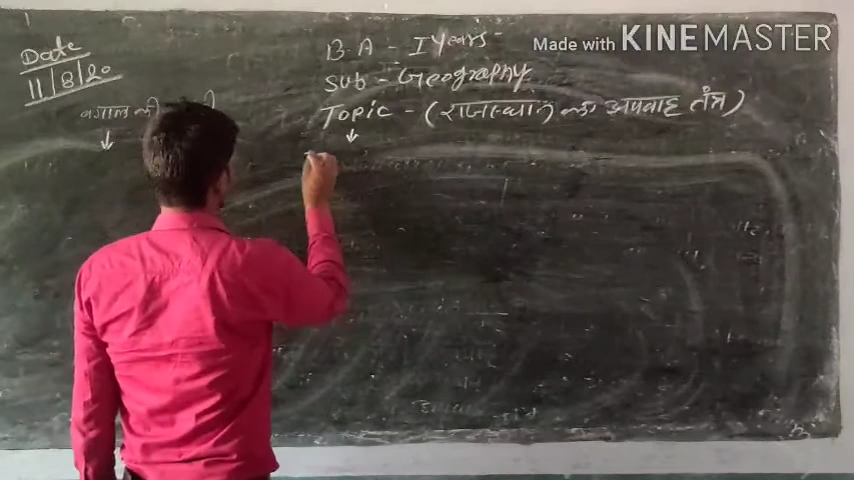 Date
11/8/20
B.A - I Years
Sub - Geography
Topic - (राजस्थान का अपवाह तंत्र)
Made with KINEMASTER